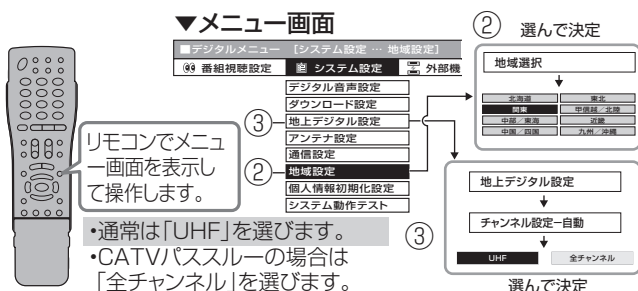 ▼メニュー画面
■デジタルメニュー [システム設定 … 地域設定]
番組視聴設定 システム設定 外部機
デジタル音声設定
ダウンロード設定
③ 地上デジタル設定
アンテナ設定
通信設定
② 地域設定
個人情報初期化設定
システム動作テスト
リモコンでメニュ
ー画面を表示し
て操作します。
•通常は「UHF」を選びます。
•CATVパススルーの場合は
「全チャンネル」を選びます。
② 選んで決定
地域選択
北海道 東北
関東 甲信越／北陸
中部／東海 近畿
中国／四国 九州／沖縄
③
地上デジタル設定
チャンネル設定−自動
UHF 全チャンネル
選んで決定